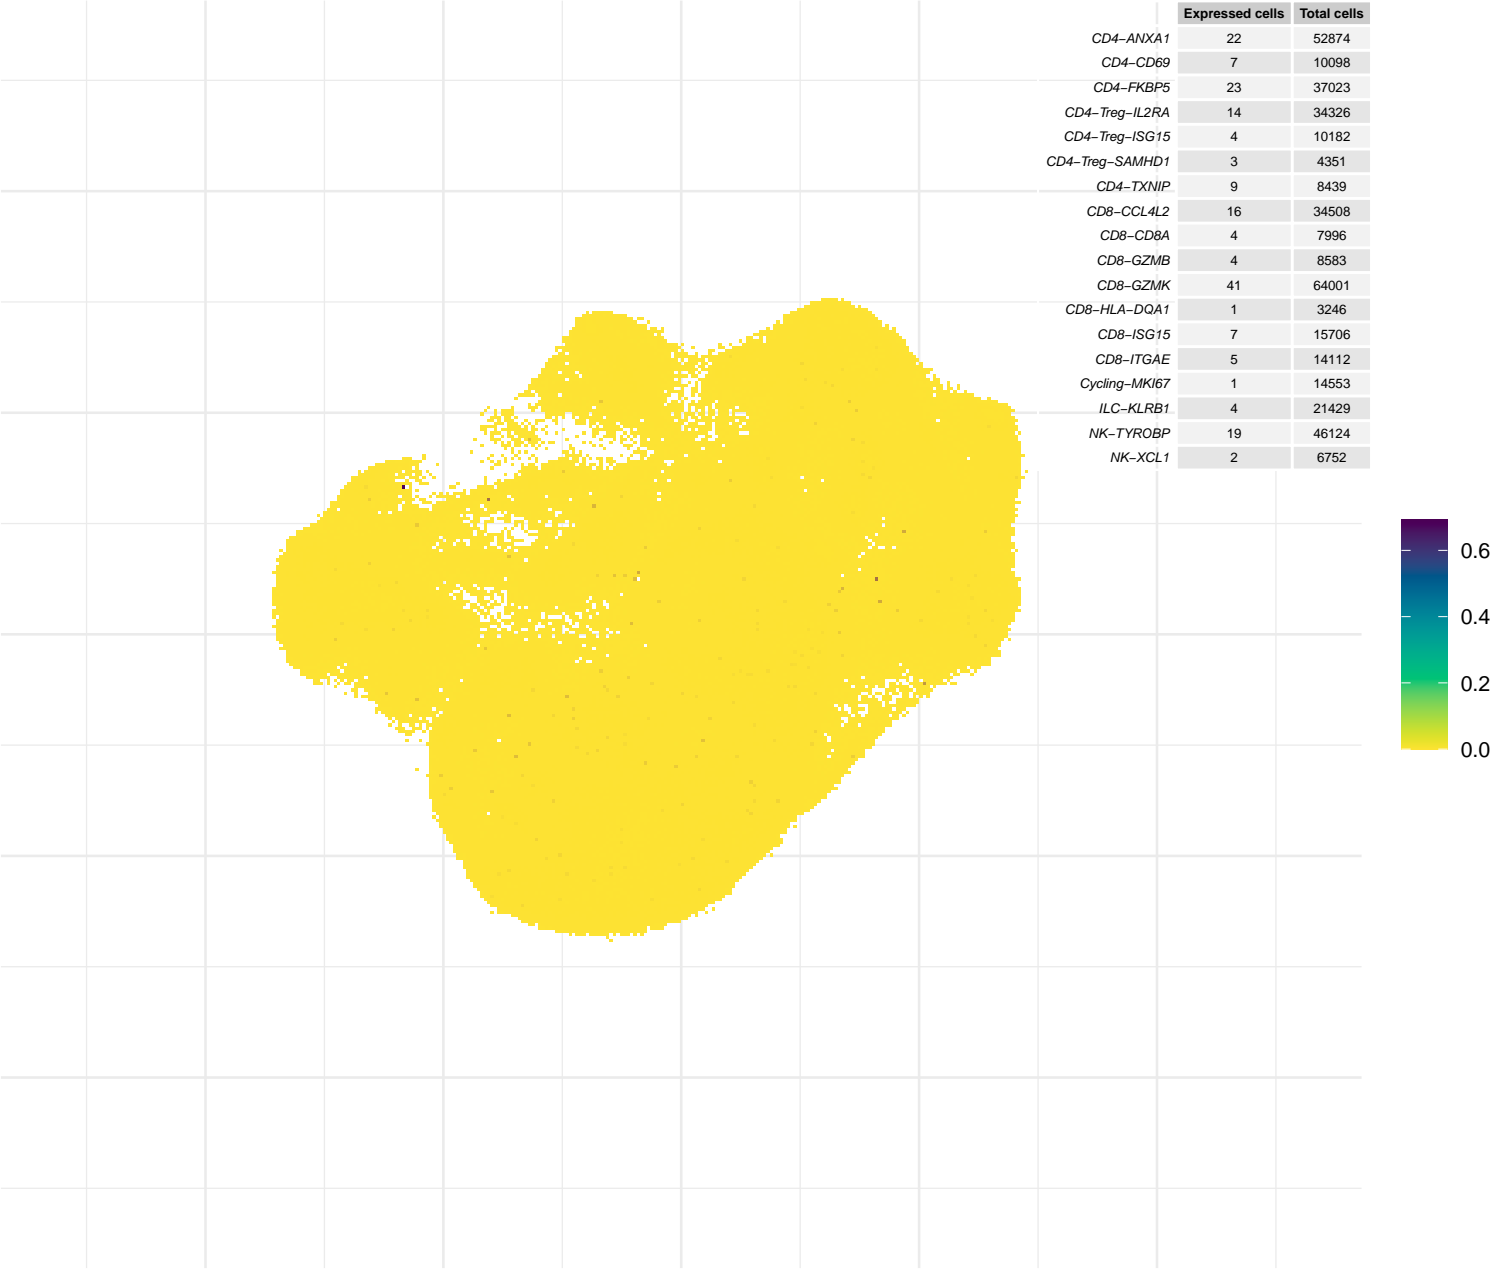 Expressed cells Total cells
CD4−ANXA1 22 52874
CD4−CD69 7 10098
CD4−FKBP5 23 37023
CD4−Treg−IL2RA 14 34326
CD4−Treg−ISG15 4 10182
CD4−Treg−SAMHD1 3 4351
CD4−TXNIP 9 8439
CD8−CCL4L2 16 34508
CD8−CD8A 4 7996
CD8−GZMB 4 8583
CD8−GZMK 41 64001
CD8−HLA−DQA1 1 3246
CD8−ISG15 7 15706
CD8−ITGAE 5 14112
Cycling−MKI67 1 14553
ILC−KLRB1 4 21429
NK−TYROBP 19 46124
NK−XCL1 2 6752
0.6
0.4
0.2
0.0